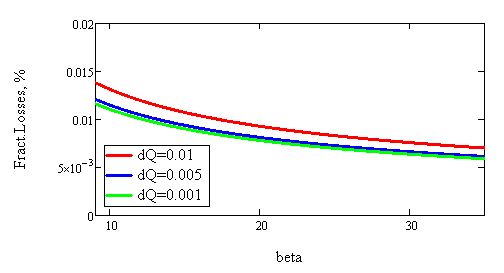 0.02
0.015
0.01
5×10⁻³
0
Fract.Losses, %
dQ=0.01
dQ=0.005
dQ=0.001
10 20 30
beta